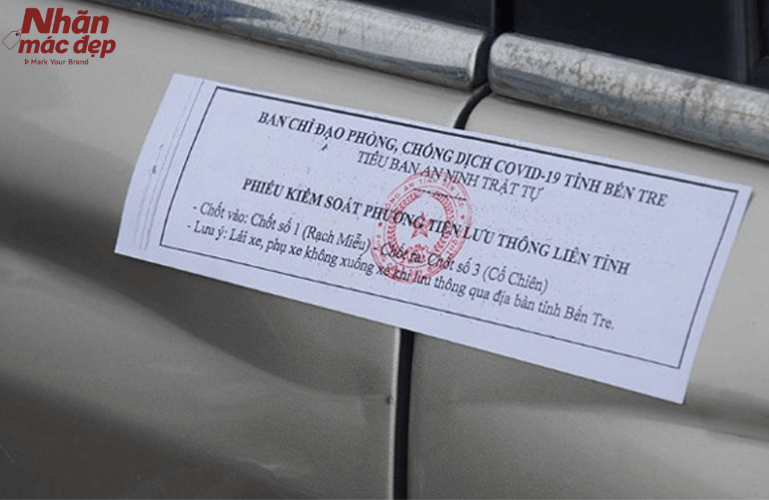 Nhãn
mác đẹp
Mark Your Brand
BAN CHỈ ĐẠO PHÒNG, CHỐNG DỊCH COVID-19 TỈNH BẾN TRE
TIỂU BAN AN NINH TRẬT TỰ
PHIẾU KIỂM SOÁT PHƯƠNG TIỆN LƯU THÔNG LIÊN TỈNH
- Chốt vào: Chốt số 1 (Rạch Miễu) - Chốt ra: Chốt số 3 (Cổ Chiên)
- Lưu ý: Lái xe, phụ xe không xuống xe khi lưu thông qua địa bàn tỉnh Bến Tre.